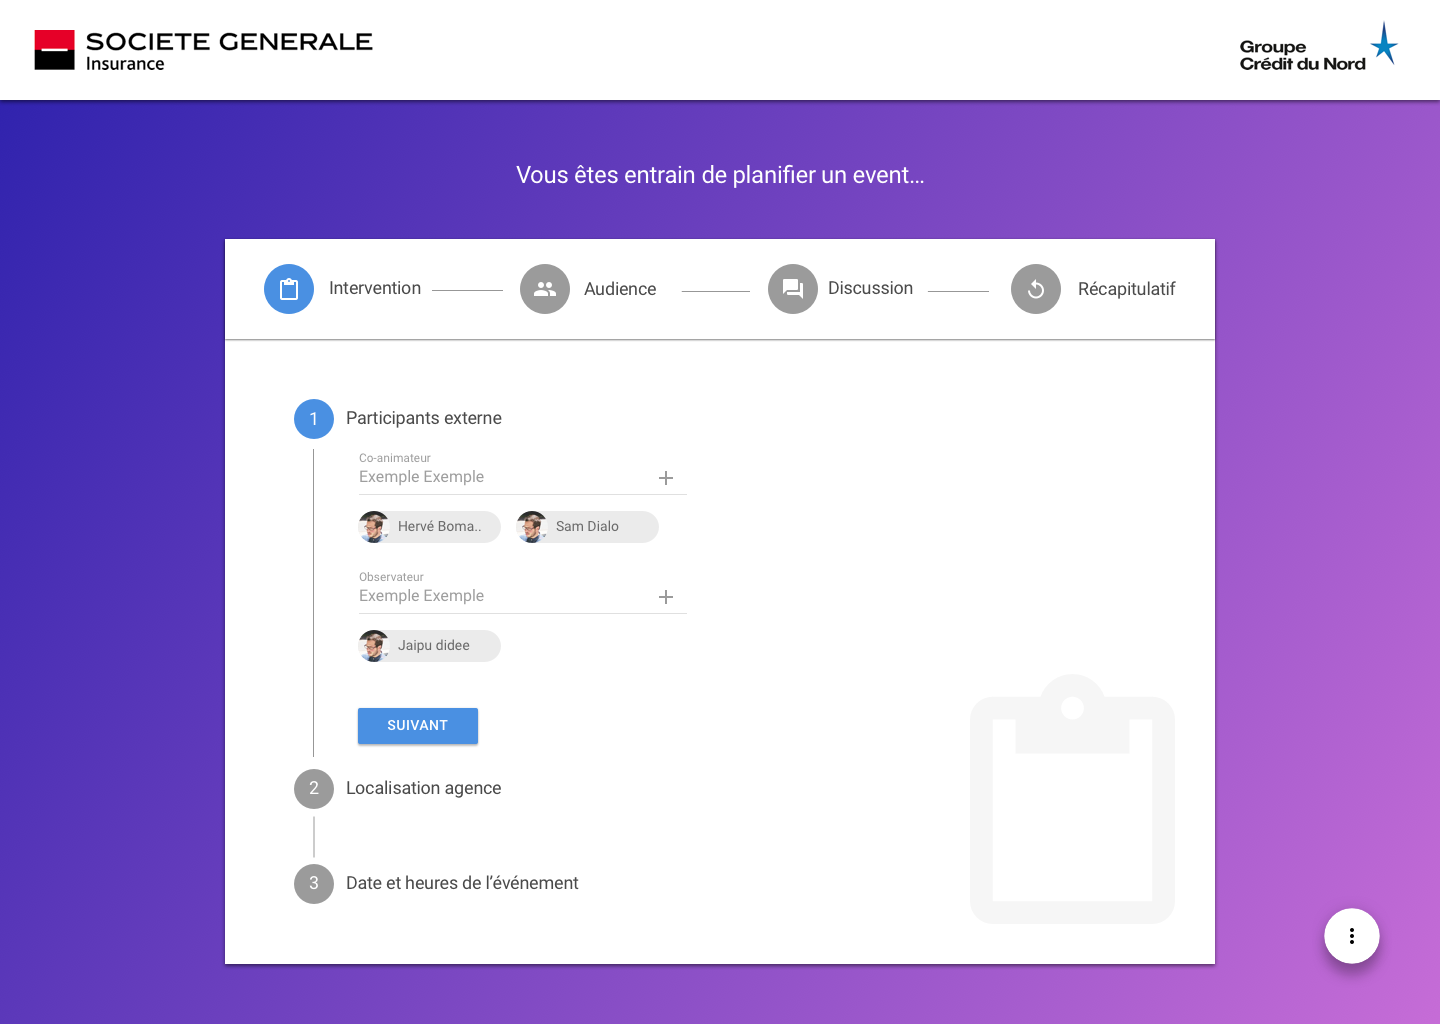 SOCIETE GENERALE
Insurance
Groupe
Crédit du Nord
Vous êtes entrain de planifier un event...
Intervention
Audience
Discussion
Récapitulatif
1 Participants externe
Co-animateur
Exemple Exemple
Hervé Boma.. Sam Dialo
Observateur
Exemple Exemple
Jaipu didee
SUIVANT
2 Localisation agence
3 Date et heures de l’événement